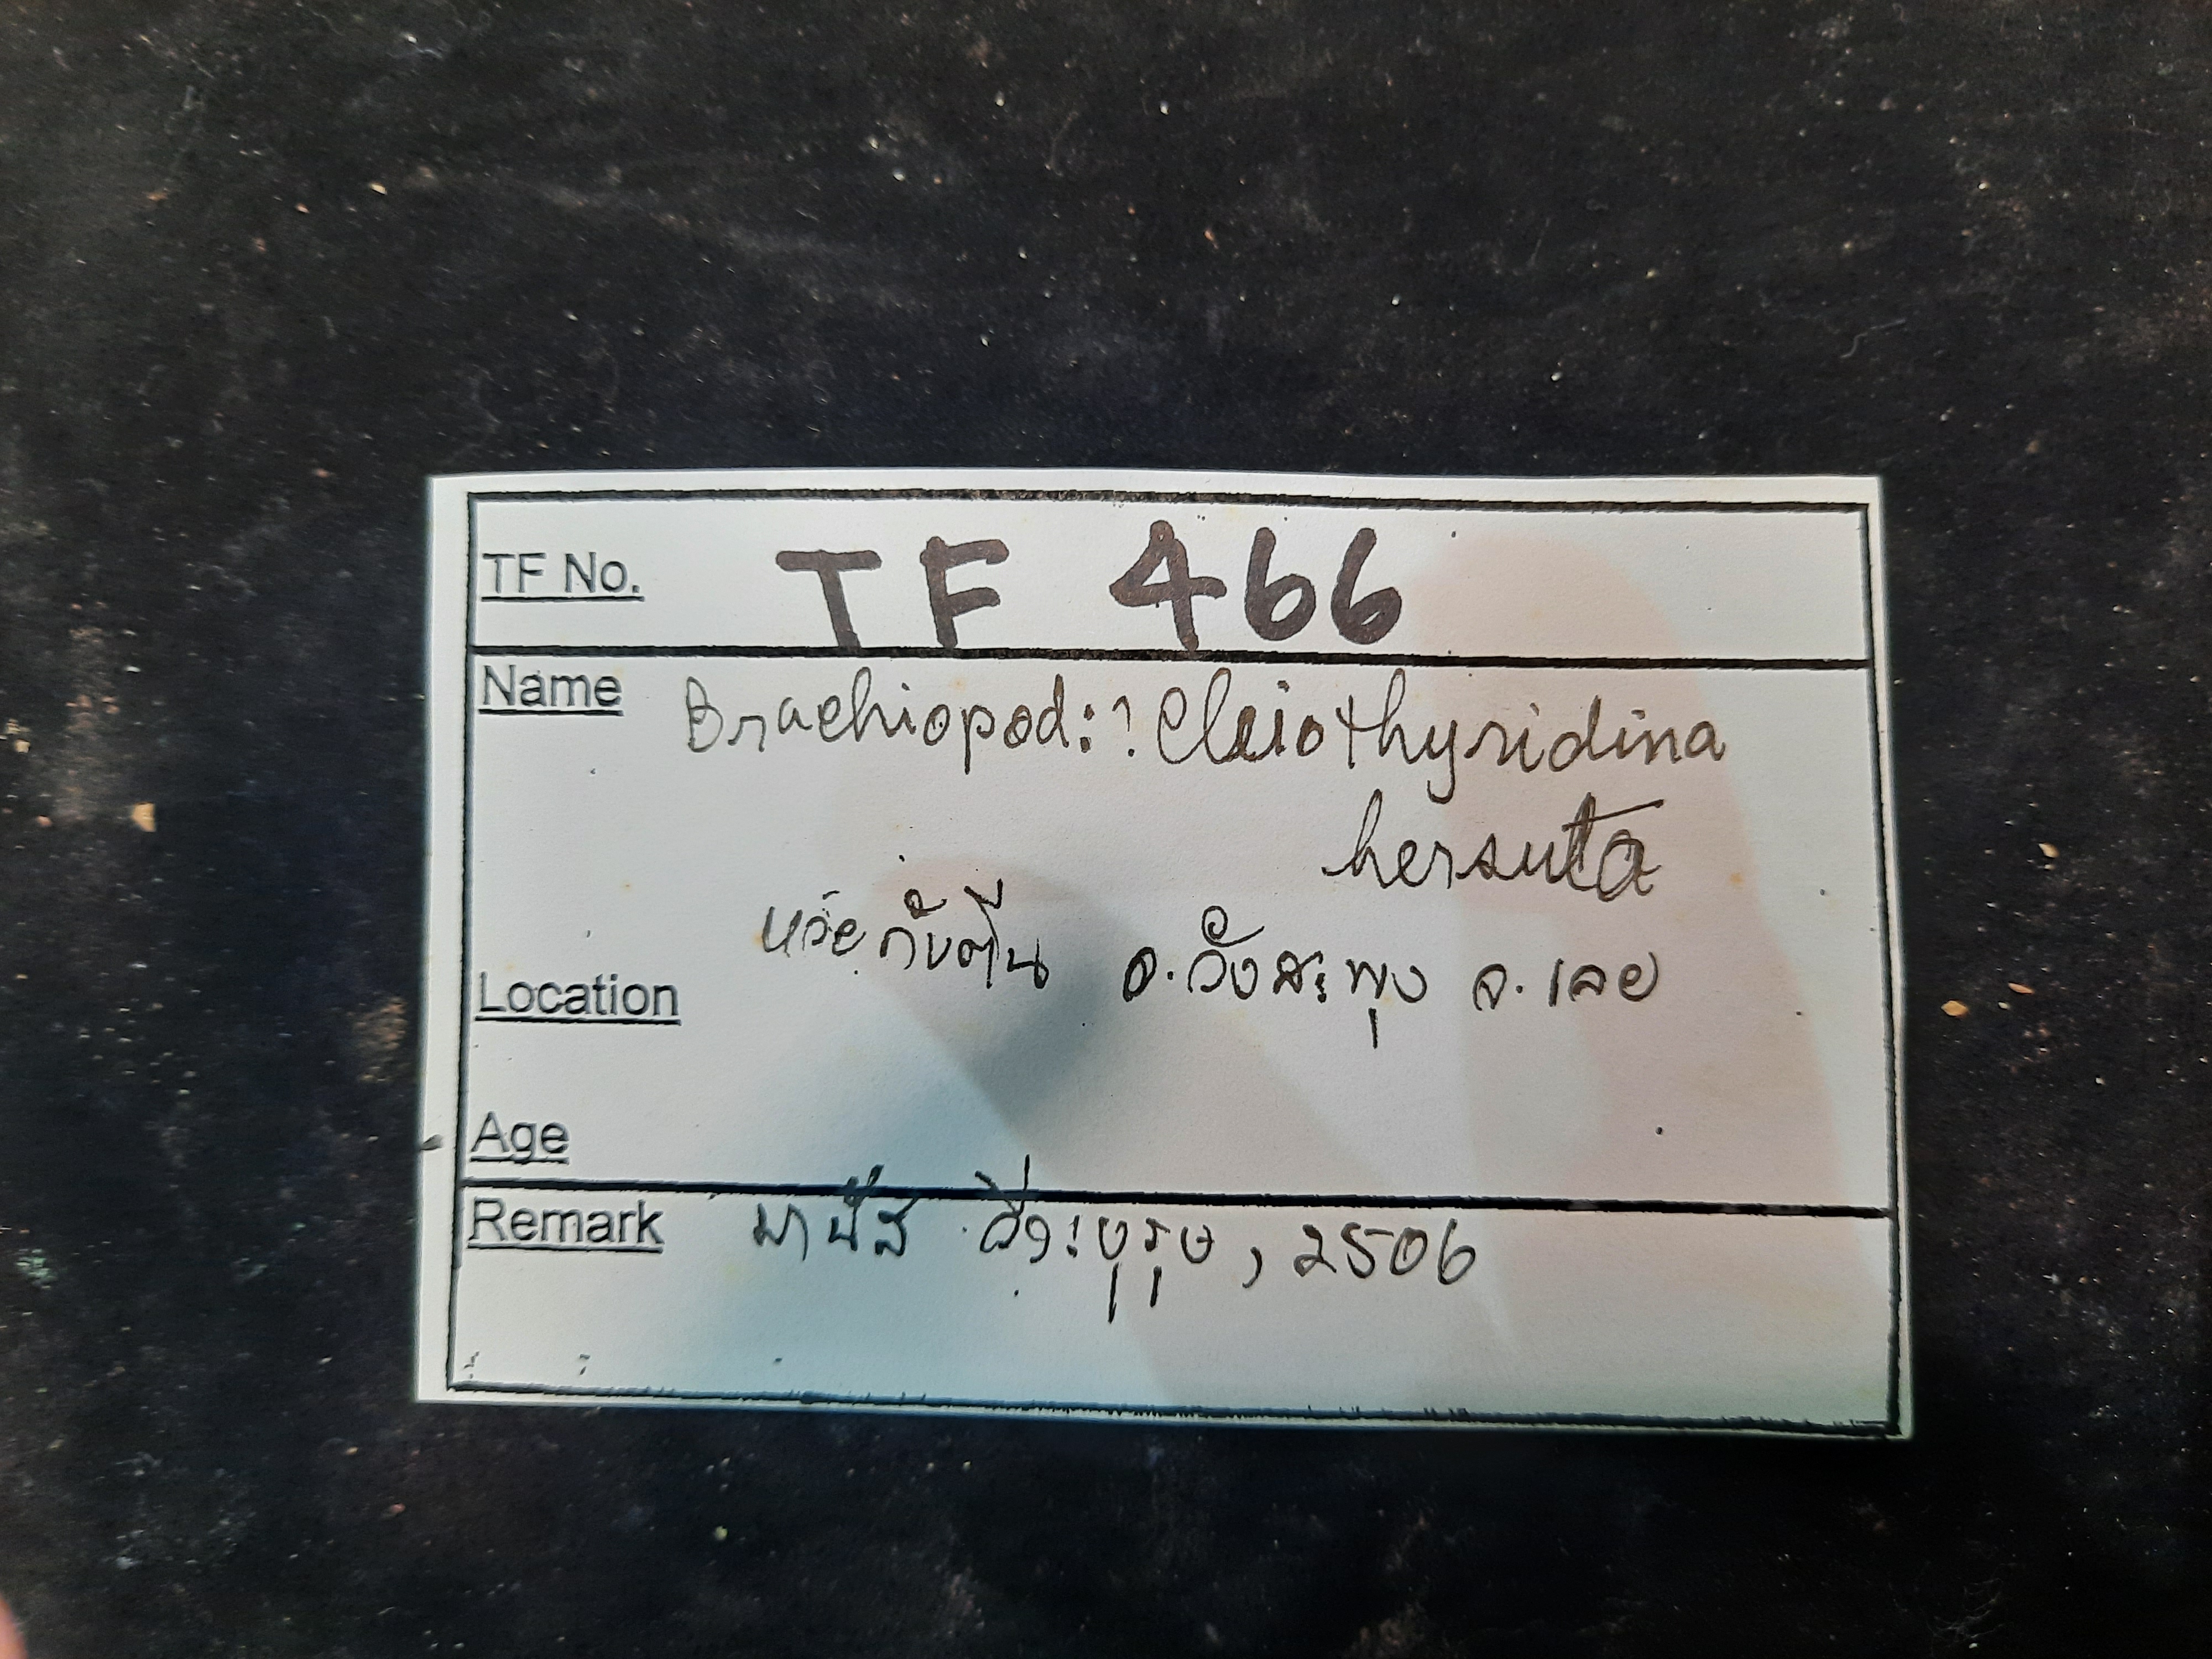 TF No. TF 466
Name Brachiopod: ? Cleiothyridina
hersuta
อ.วังสะพุง จ.เลย
Location
Age
Remark , 2506